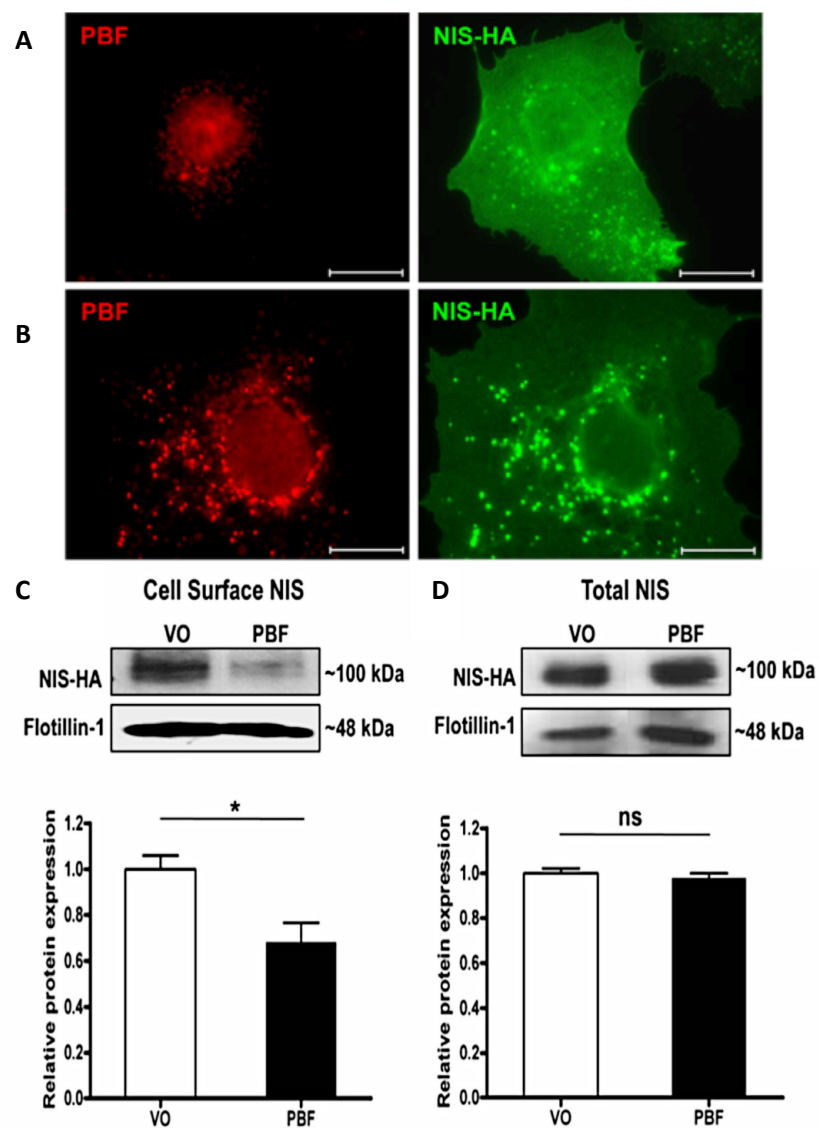 A
PBF
NIS-HA
B
PBF
NIS-HA
C
Cell Surface NIS
VO PBF
NIS-HA
~100 kDa
Flotillin-1
~48 kDa
Relative protein expression
1.2
1.0
0.8
0.6
0.4
0.2
0.0
*
VO PBF
D
Total NIS
VO PBF
NIS-HA
~100 kDa
Flotillin-1
~48 kDa
Relative protein expression
1.2
1.0
0.8
0.6
0.4
0.2
0.0
ns
VO PBF